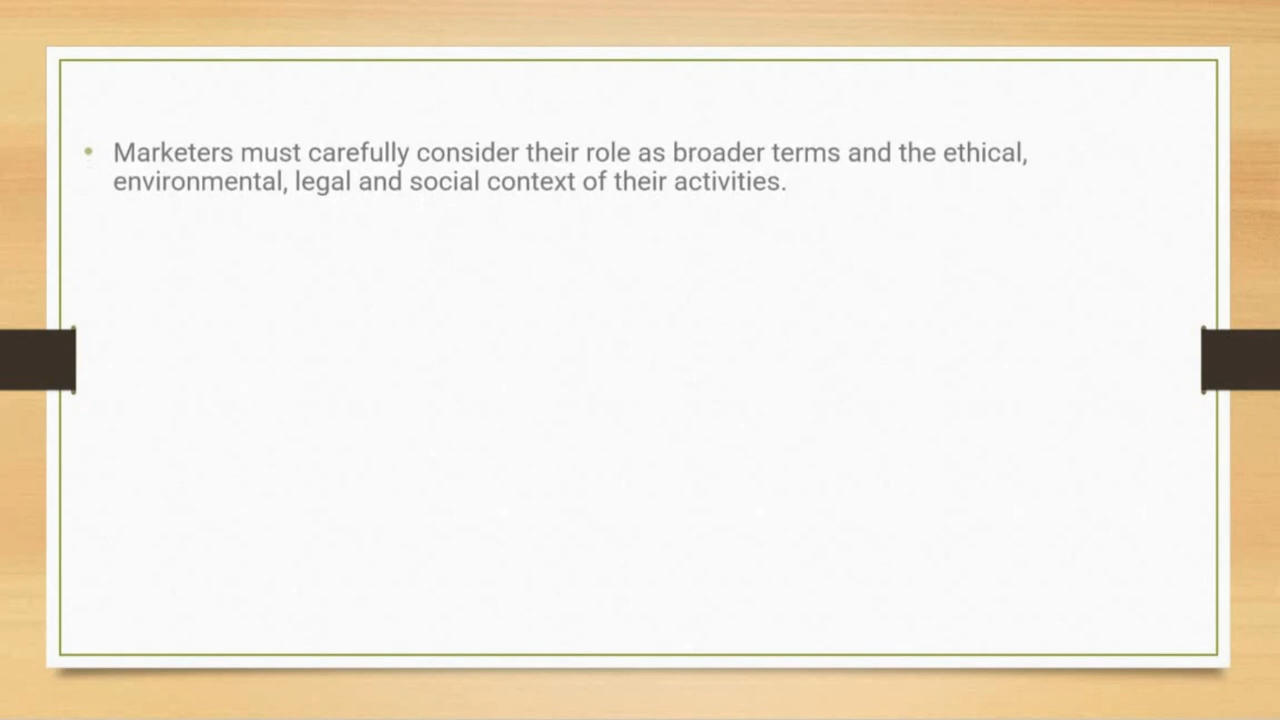 • Marketers must carefully consider their role as broader terms and the ethical,
environmental, legal and social context of their activities.